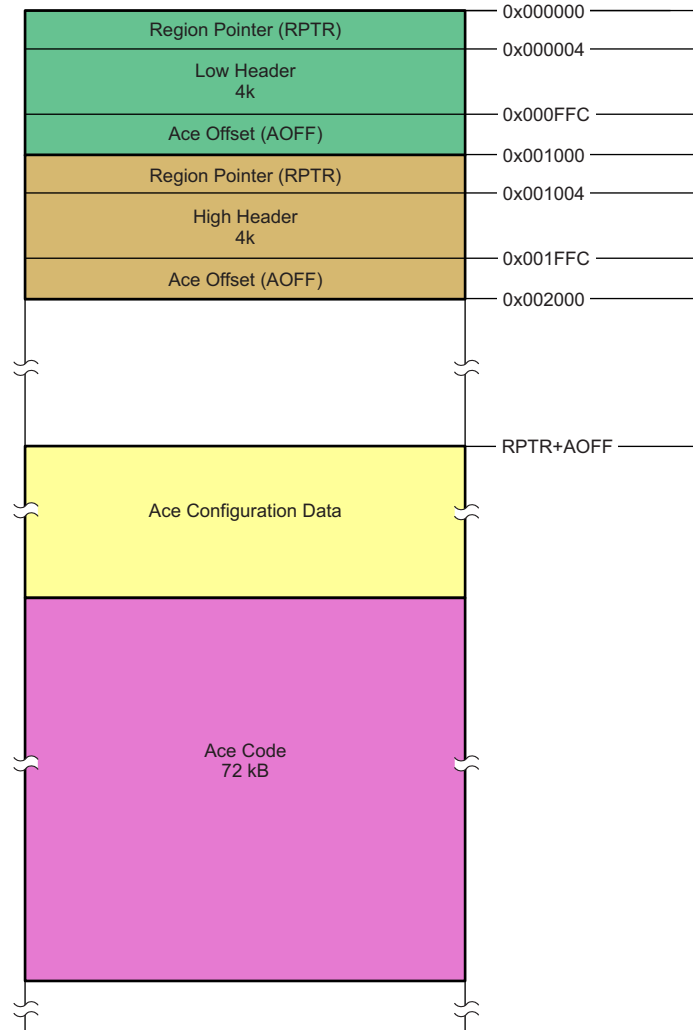 0x000000
Region Pointer (RPTR)
0x000004
Low Header
4k
0x000FFC
Ace Offset (AOFF)
0x001000
Region Pointer (RPTR)
0x001004
High Header
4k
0x001FFC
Ace Offset (AOFF)
0x002000
RPTR+AOFF
Ace Configuration Data
Ace Code
72 kB